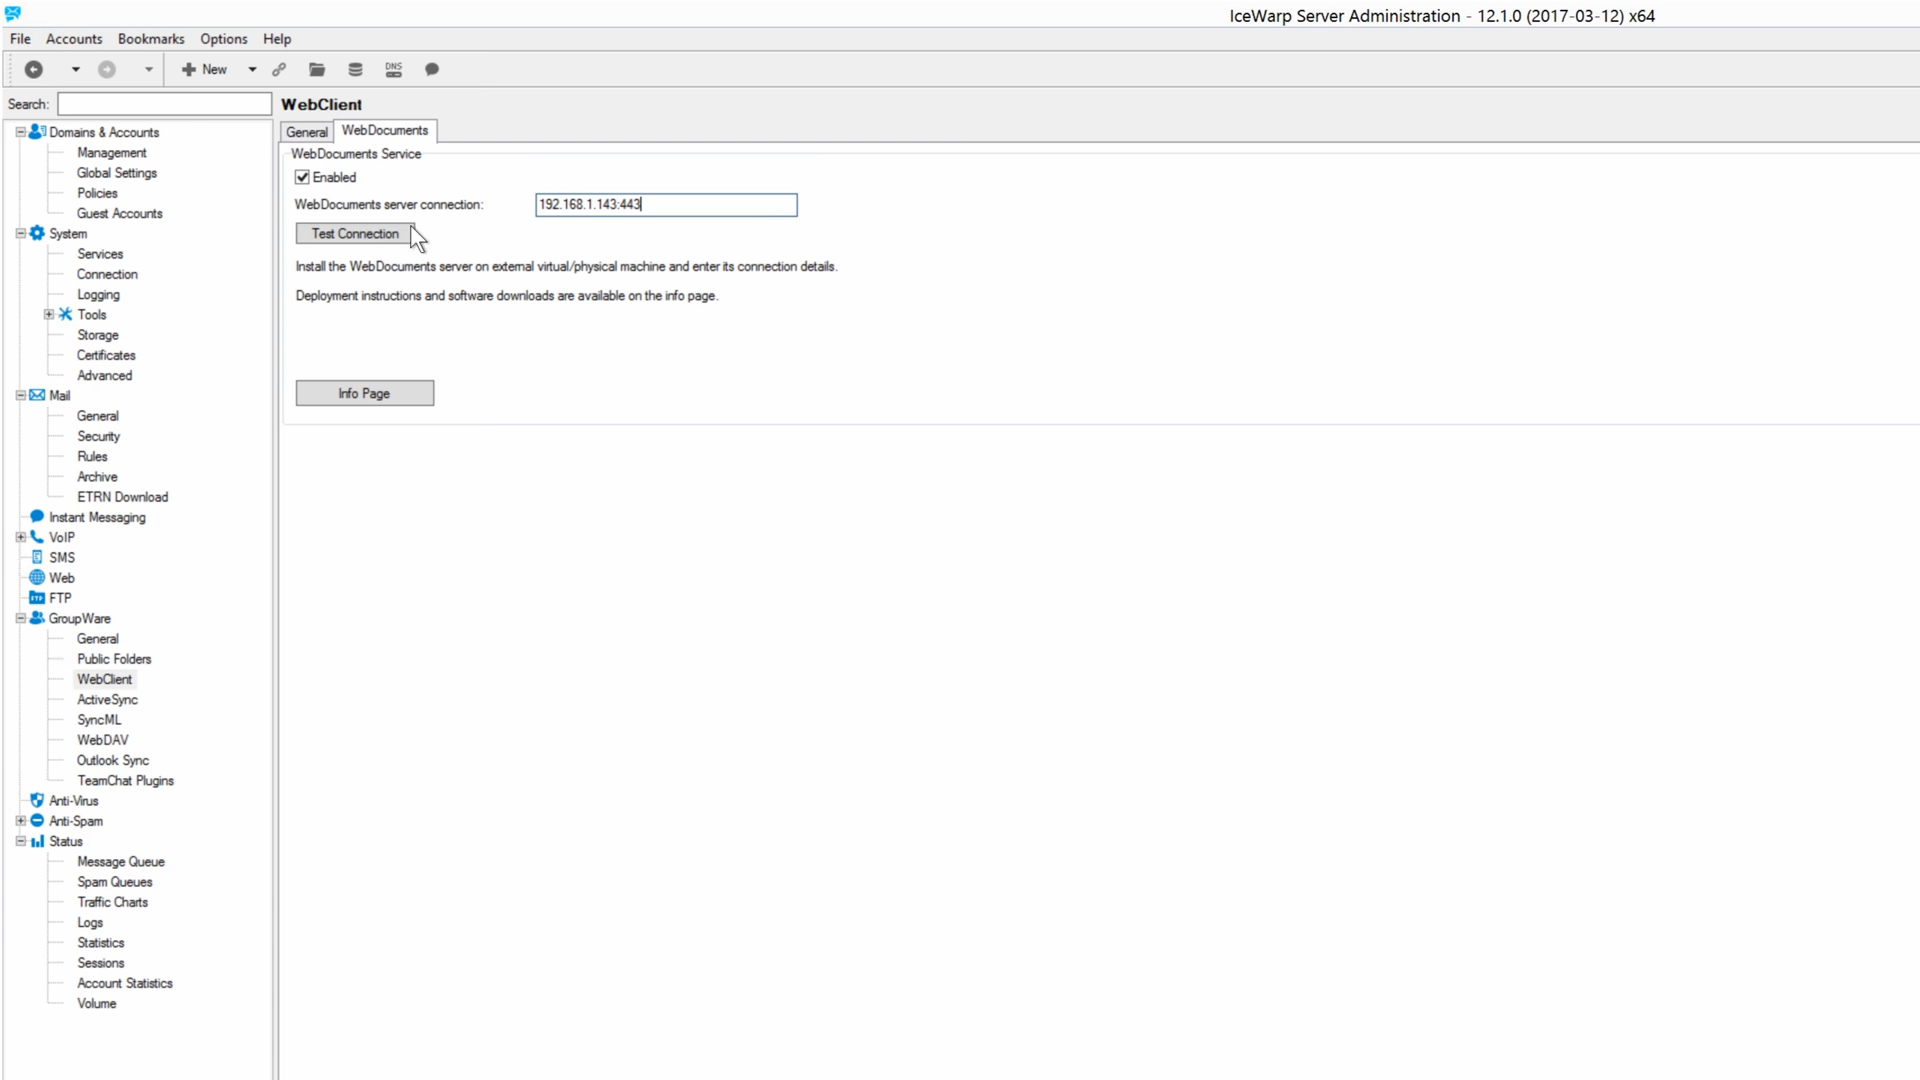 IceWarp Server Administration - 12.1.0 (2017-03-12) x64
File Accounts Bookmarks Options Help
New DNS
Search:
WebClient
General WebDocuments
Domains & Accounts
Management
Global Settings
Policies
Guest Accounts
System
Services
Connection
Logging
Tools
Storage
Certificates
Advanced
Mail
General
Security
Rules
Archive
ETRN Download
Instant Messaging
VoIP
SMS
Web
FTP
GroupWare
General
Public Folders
WebClient
ActiveSync
SyncML
WebDAV
Outlook Sync
TeamChat Plugins
Anti-Virus
Anti-Spam
Status
Message Queue
Spam Queues
Traffic Charts
Logs
Statistics
Sessions
Account Statistics
Volume
WebDocuments Service
Enabled
WebDocuments server connection: 192.168.1.143:443
Test Connection
Install the WebDocuments server on external virtual/physical machine and enter its connection details.
Deployment instructions and software downloads are available on the info page.
Info Page